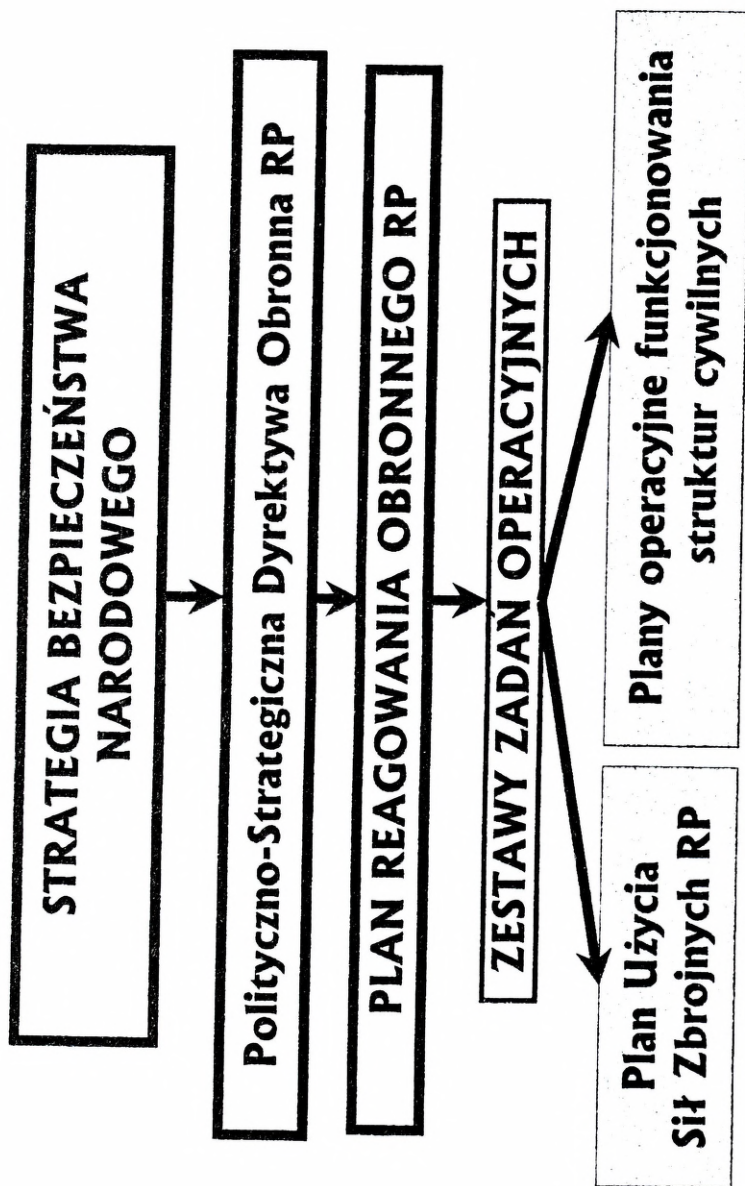 STRATEGIA BEZPIECZEŃSTWA
NARODOWEGO
Polityczno-Strategiczna Dyrektywa Obronna RP
PLAN REAGOWANIA OBRONNEGO RP
ZESTAWY ZADAŃ OPERACYJNYCH
Plan Użycia
Sił Zbrojnych RP
Plany operacyjne funkcjonowania
struktur cywilnych